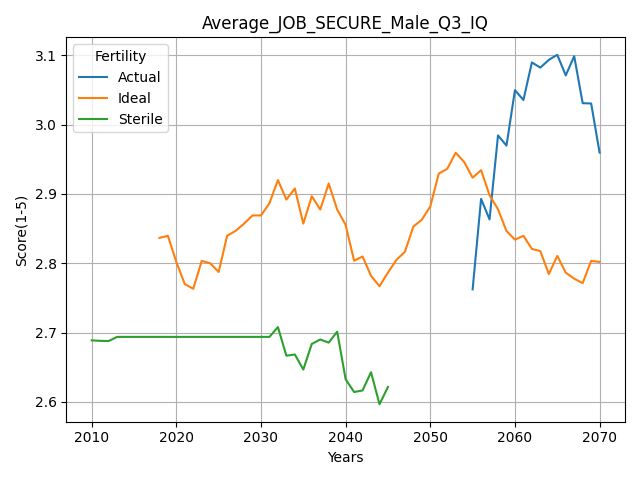 Average_JOB_SECURE_Male_Q3_IQ
Fertility
Actual
Ideal
Sterile
Score(1-5)
3.1
3.0
2.9
2.8
2.7
2.6
2010 2020 2030 2040 2050 2060 2070
Years